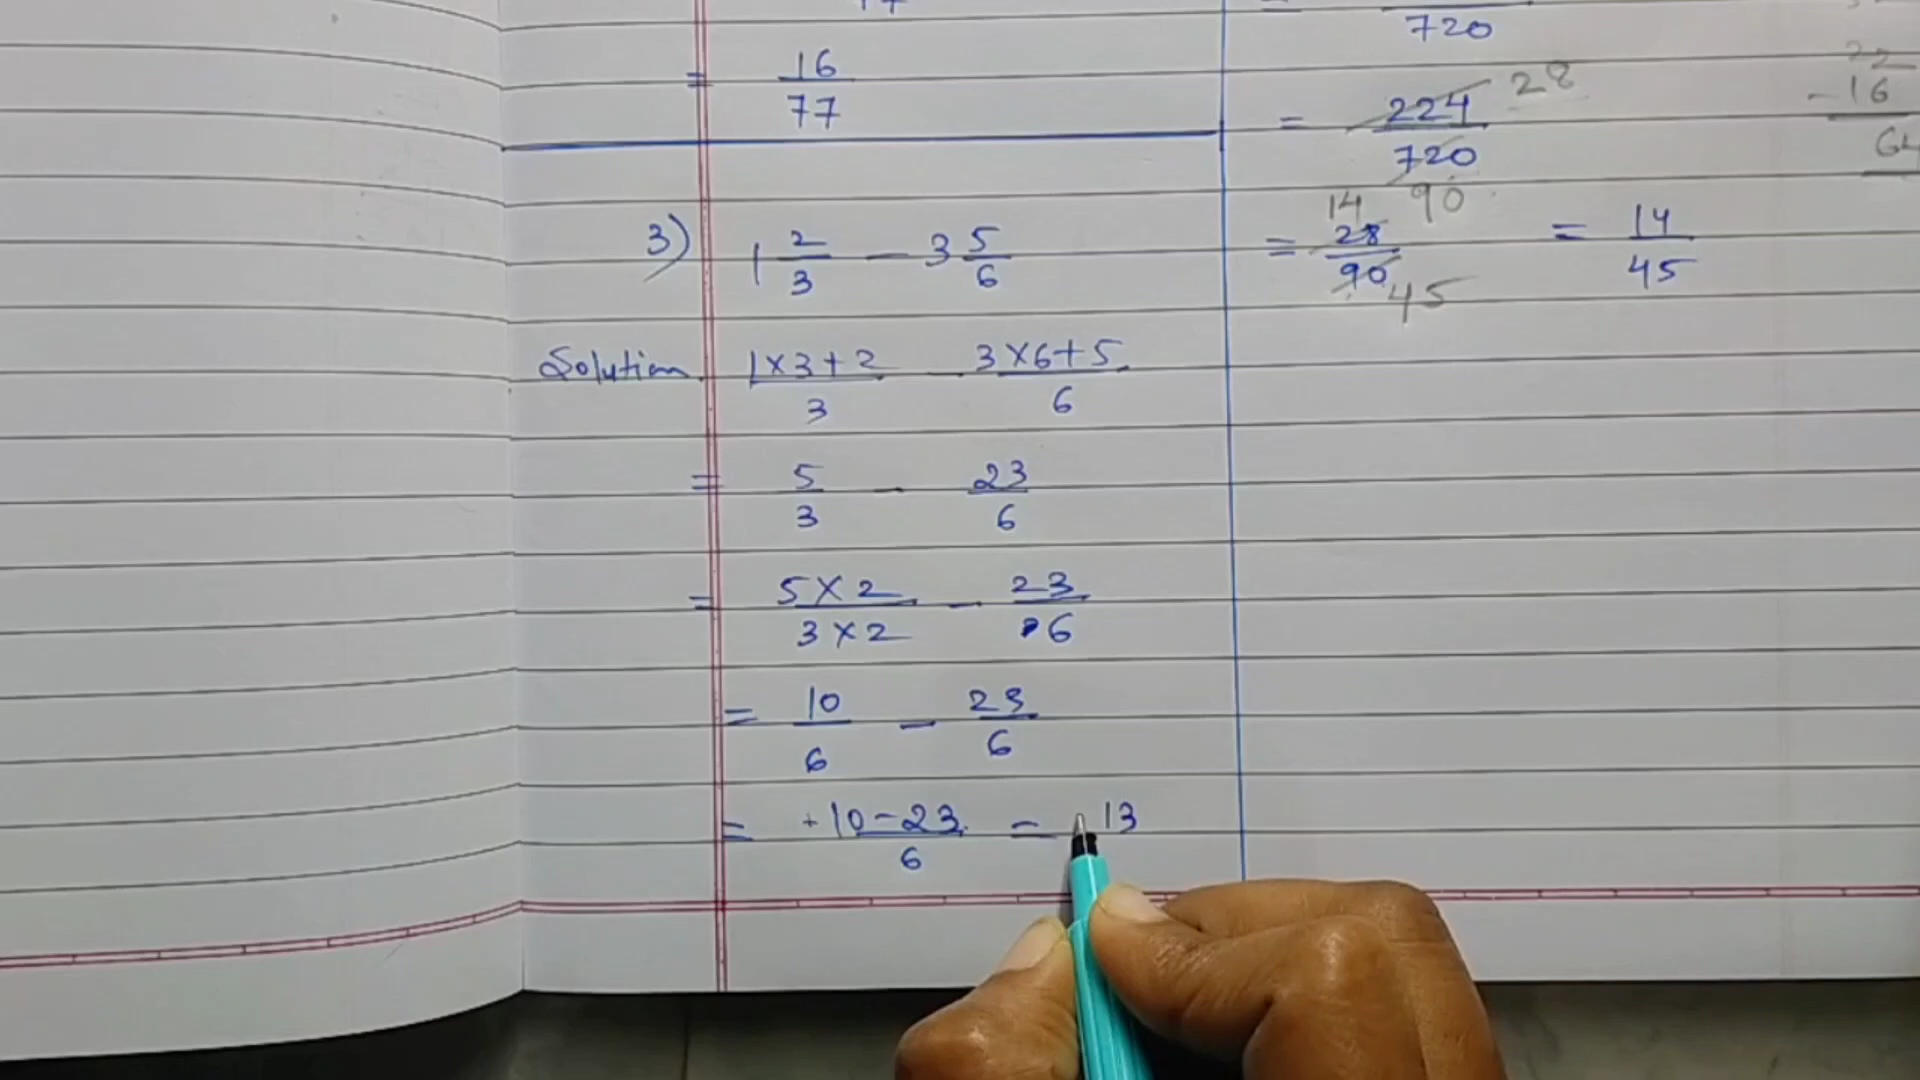 = 16/77
3) 1 2/3 - 3 5/6
Solution 1×3+2/3 - 3×6+5/6
= 5/3 - 23/6
= 5×2/3×2 - 23/6
= 10/6 - 23/6
= +10-23/6 = 13
720
= 224/720 28 90
= 28/90 14 45 = 14/45
-16